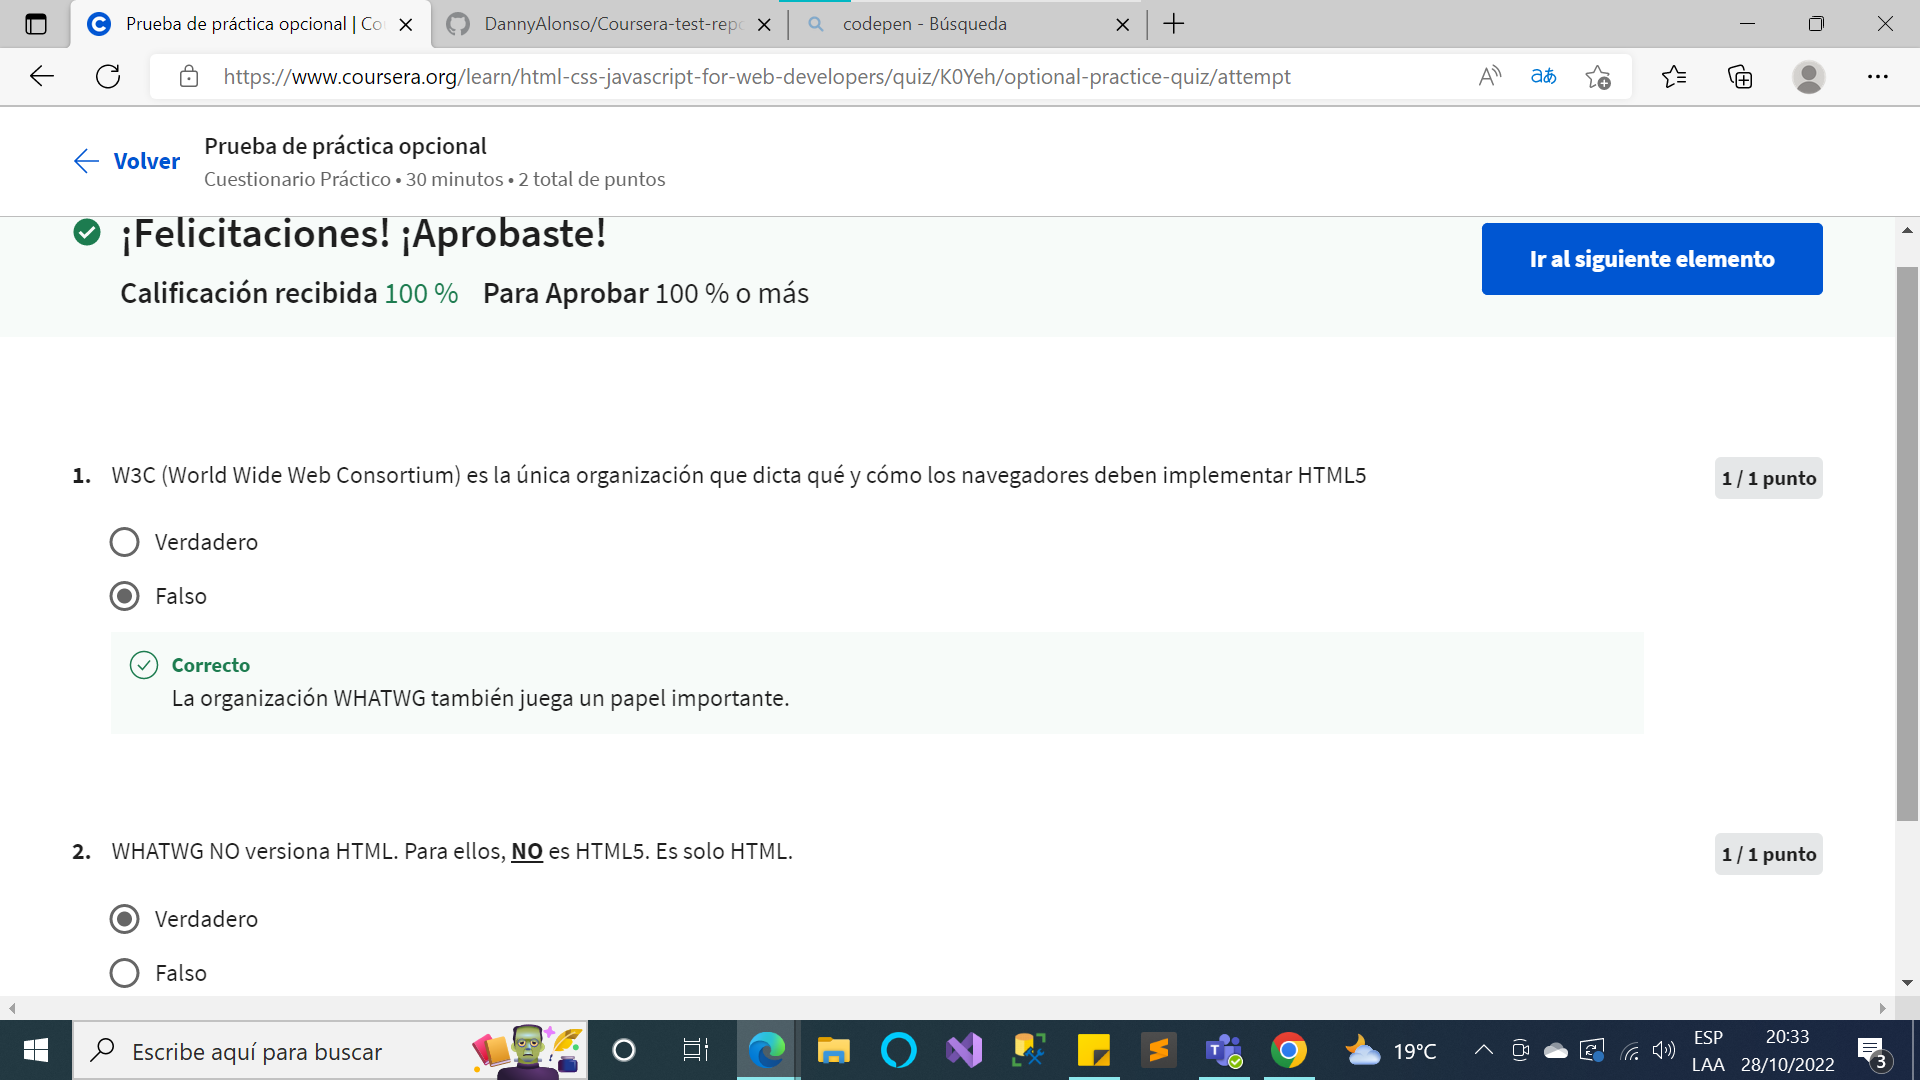 Prueba de práctica opcional | Co
DannyAlonso/Coursera-test-repo
codepen - Búsqueda
https://www.coursera.org/learn/html-css-javascript-for-web-developers/quiz/K0Yeh/optional-practice-quiz/attempt
Volver
Prueba de práctica opcional
Cuestionario Práctico • 30 minutos • 2 total de puntos
¡Felicitaciones! ¡Aprobaste!
Calificación recibida 100 % Para Aprobar 100 % o más
Ir al siguiente elemento
1. W3C (World Wide Web Consortium) es la única organización que dicta qué y cómo los navegadores deben implementar HTML5
1 / 1 punto
Verdadero
Falso
Correcto
La organización WHATWG también juega un papel importante.
2. WHATWG NO versiona HTML. Para ellos, NO es HTML5. Es solo HTML.
1 / 1 punto
Verdadero
Falso
Escribe aquí para buscar
19°C
ESP
LAA
20:33
28/10/2022
3